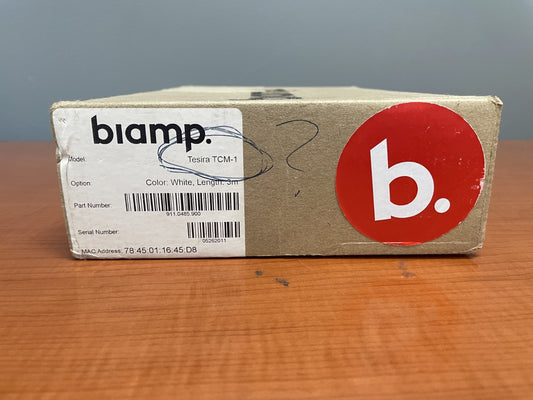 biamp.
Model: Tesira TCM-1
Option: Color: White, Length: 3m
Part Number:
911.0485.900
Serial Number:
05262011
MAC Address: 78:45:01:16:45:D8
?
b.